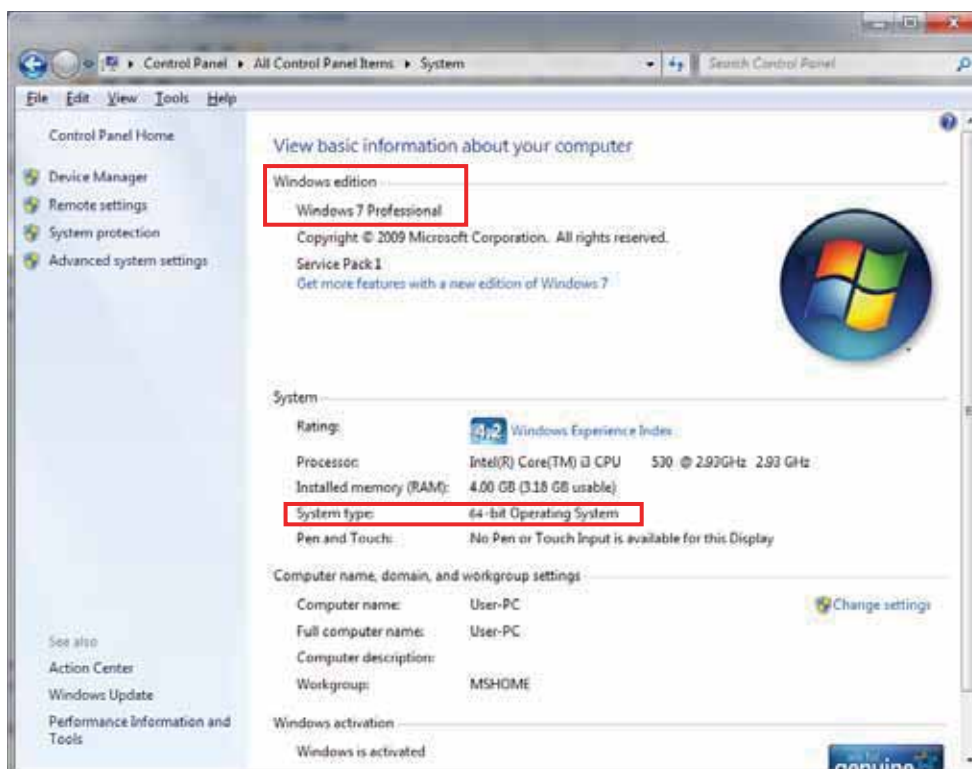 Control Panel ▸ All Control Panel Items ▸ System
Search Control Panel
File Edit View Tools Help
Control Panel Home
Device Manager
Remote settings
System protection
Advanced system settings
See also
Action Center
Windows Update
Performance Information and
Tools
View basic information about your computer
Windows edition
Windows 7 Professional
Copyright © 2009 Microsoft Corporation. All rights reserved.
Service Pack 1
Get more features with a new edition of Windows 7
System
Rating: 4,2 Windows Experience Index
Processor: Intel(R) Core(TM) i3 CPU 530 @ 2.93GHz 2.93 GHz
Installed memory (RAM): 4.00 GB (3.18 GB usable)
System type: 64-bit Operating System
Pen and Touch: No Pen or Touch Input is available for this Display
Computer name, domain, and workgroup settings
Computer name: User-PC
Change settings
Full computer name: User-PC
Computer description:
Workgroup: MSHOME
Windows activation
Windows is activated
genuine